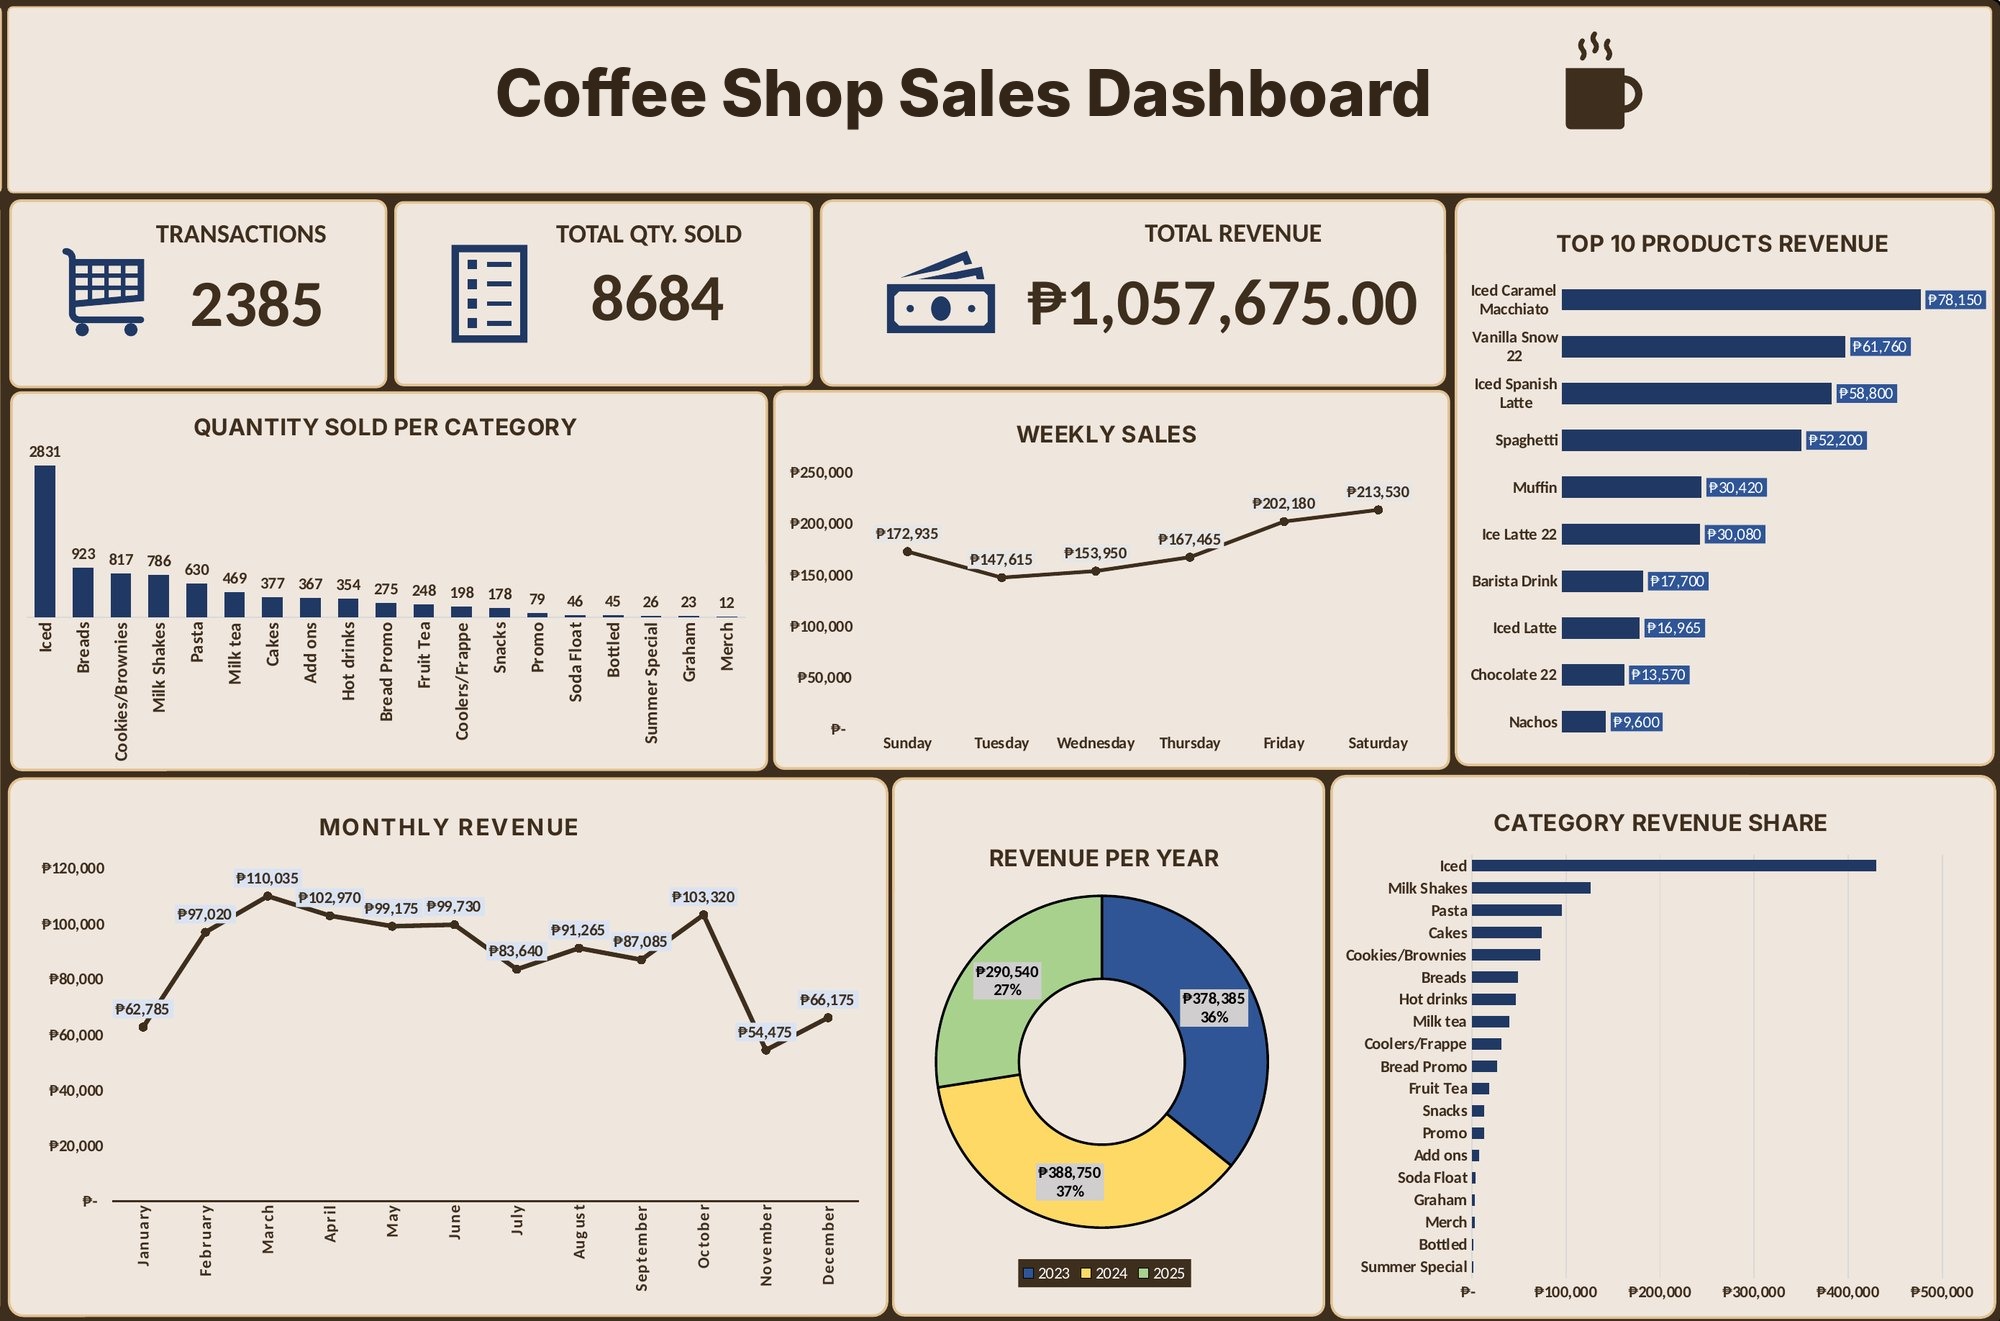 Coffee Shop Sales Dashboard
TRANSACTIONS
2385
TOTAL QTY. SOLD
8684
TOTAL REVENUE
₱1,057,675.00
TOP 10 PRODUCTS REVENUE
Iced Caramel
Macchiato
₱78,150
Vanilla Snow
22
₱61,760
Iced Spanish
Latte
₱58,800
Spaghetti
₱52,200
Muffin
₱30,420
Ice Latte 22
₱30,080
Barista Drink
₱17,700
Iced Latte
₱16,965
Chocolate 22
₱13,570
Nachos
₱9,600
QUANTITY SOLD PER CATEGORY
2831
923
817
786
630
469
377
367
354
275
248
198
178
79
46
45
26
23
12
Iced
Breads
Cookies/Brownies
Milk Shakes
Pasta
Milk tea
Cakes
Add ons
Hot drinks
Bread Promo
Fruit Tea
Coolers/Frappe
Snacks
Promo
Soda Float
Bottled
Summer Special
Graham
Merch
WEEKLY SALES
₱250,000
₱200,000
₱150,000
₱100,000
₱50,000
₱-
₱172,935
₱147,615
₱153,950
₱167,465
₱202,180
₱213,530
Sunday
Tuesday
Wednesday
Thursday
Friday
Saturday
MONTHLY REVENUE
₱120,000
₱100,000
₱80,000
₱60,000
₱40,000
₱20,000
₱-
₱62,785
₱97,020
₱110,035
₱102,970
₱99,175
₱99,730
₱83,640
₱91,265
₱87,085
₱103,320
₱54,475
₱66,175
January
February
March
April
May
June
July
August
September
October
November
December
REVENUE PER YEAR
₱290,540
27%
₱378,385
36%
₱388,750
37%
2023
2024
2025
CATEGORY REVENUE SHARE
Iced
Milk Shakes
Pasta
Cakes
Cookies/Brownies
Breads
Hot drinks
Milk tea
Coolers/Frappe
Bread Promo
Fruit Tea
Snacks
Promo
Add ons
Soda Float
Graham
Merch
Bottled
Summer Special
₱-
₱100,000
₱200,000
₱300,000
₱400,000
₱500,000